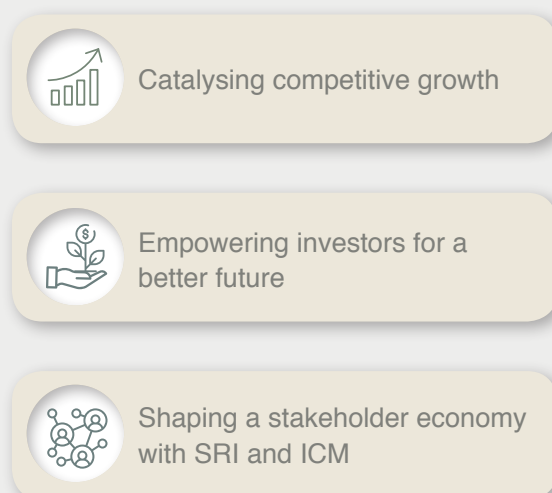 Catalysing competitive growth
Empowering investors for a
better future
Shaping a stakeholder economy
with SRI and ICM